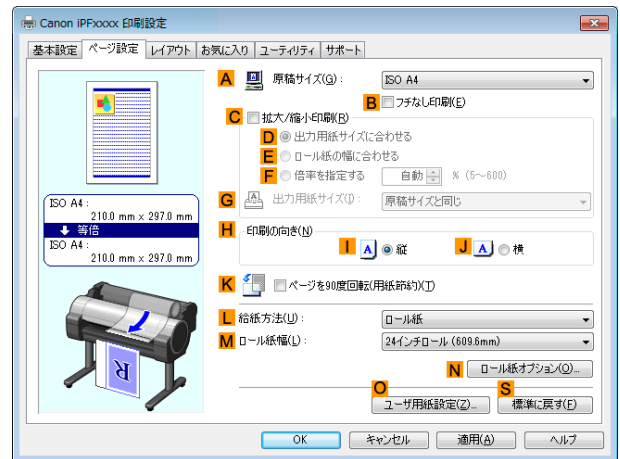 Canon iPFxxxx 印刷設定
基本設定 ページ設定 レイアウト お気に入り ユーティリティ サポート
A 原稿サイズ(G): ISO A4
B フチなし印刷(E)
C 拡大/縮小印刷(R)
D 出力用紙サイズに合わせる
E ロール紙の幅に合わせる
F 倍率を指定する 自動 % (5～600)
G 出力用紙サイズ(I): 原稿サイズと同じ
ISO A4 :
210.0 mm x 297.0 mm
等倍
ISO A4 :
210.0 mm x 297.0 mm
H 印刷の向き(N)
I A 縦 J A 横
K ページを90度回転(用紙節約)(T)
L 給紙方法(U): ロール紙
M ロール紙幅(L): 24インチロール (609.6mm)
N ロール紙オプション(O)...
O ユーザ用紙設定(Z)... S 標準に戻す(F)
R
OK キャンセル 適用(A) ヘルプ